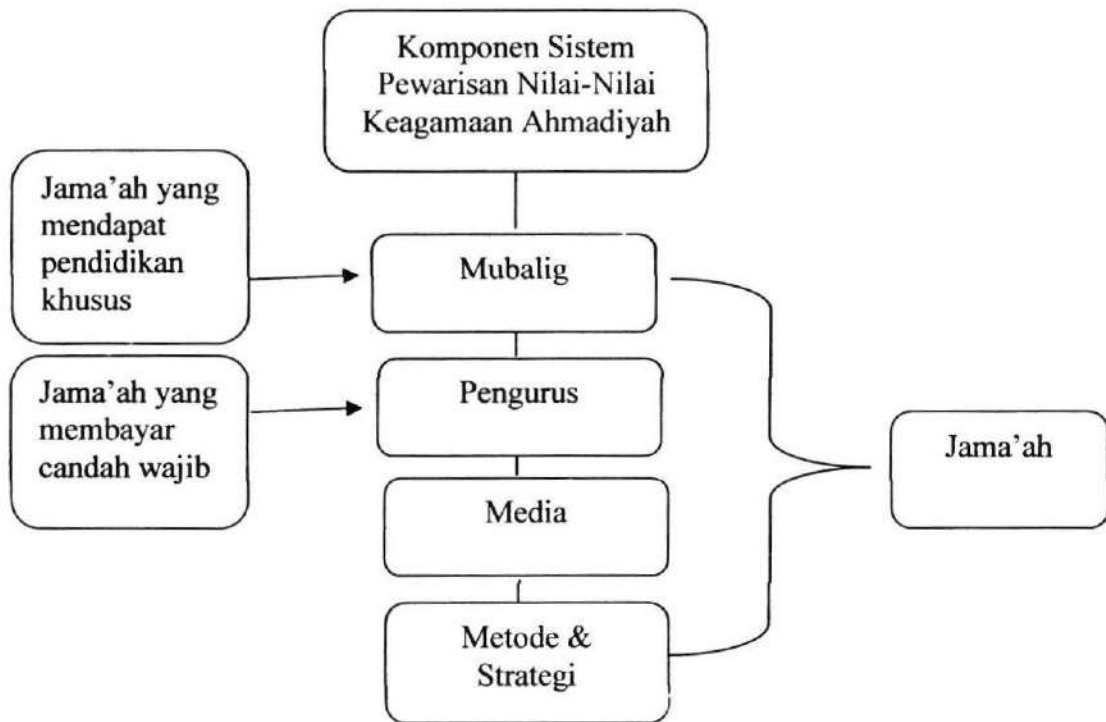 Komponen Sistem
Pewarisan Nilai-Nilai
Keagamaan Ahmadiyah
Jama'ah yang
mendapat
pendidikan
khusus
Mubalig
Jama'ah yang
membayar
candah wajib
Pengurus
Jama'ah
Media
Metode &
Strategi